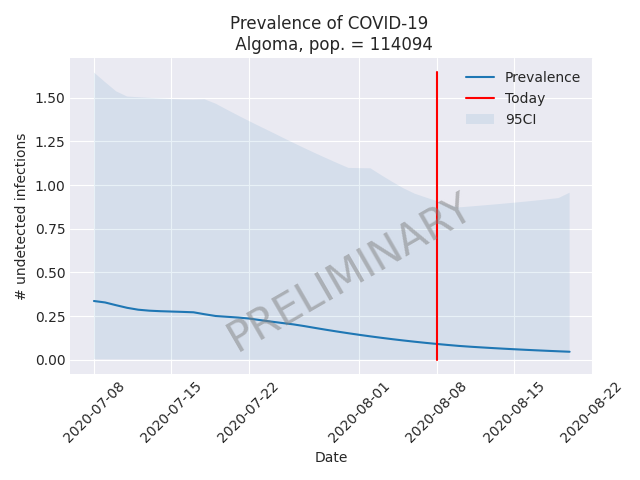 Prevalence of COVID-19
Algoma, pop. = 114094
# undetected infections
1.50
1.25
1.00
0.75
0.50
0.25
0.00
Prevalence
Today
95CI
PRELIMINARY
2020-07-08
2020-07-15
2020-07-22
2020-08-01
2020-08-08
2020-08-15
2020-08-22
Date